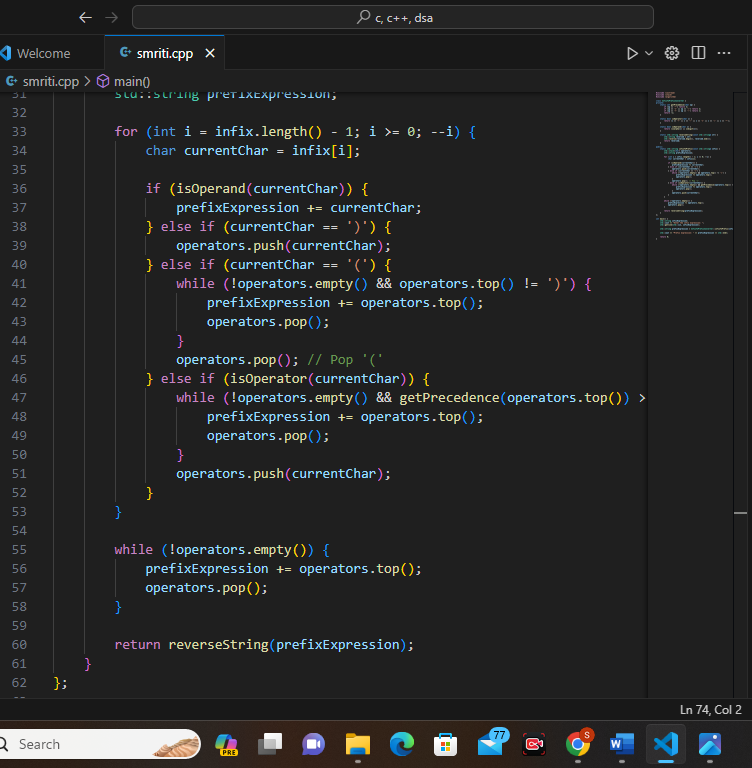 c, c++, dsa
Welcome
smriti.cpp
smriti.cpp > main()
31 std::string prefixExpression;
32
33 for (int i = infix.length() - 1; i >= 0; --i) {
34 char currentChar = infix[i];
35
36 if (isOperand(currentChar)) {
37 prefixExpression += currentChar;
38 } else if (currentChar == ')') {
39 operators.push(currentChar);
40 } else if (currentChar == '(') {
41 while (!operators.empty() && operators.top() != ')') {
42 prefixExpression += operators.top();
43 operators.pop();
44 }
45 operators.pop(); // Pop '('
46 } else if (isOperator(currentChar)) {
47 while (!operators.empty() && getPrecedence(operators.top()) >
48 prefixExpression += operators.top();
49 operators.pop();
50 }
51 operators.push(currentChar);
52 }
53 }
54
55 while (!operators.empty()) {
56 prefixExpression += operators.top();
57 operators.pop();
58 }
59
60 return reverseString(prefixExpression);
61 }
62 };
Ln 74, Col 2
Search
PRE
77
S
W